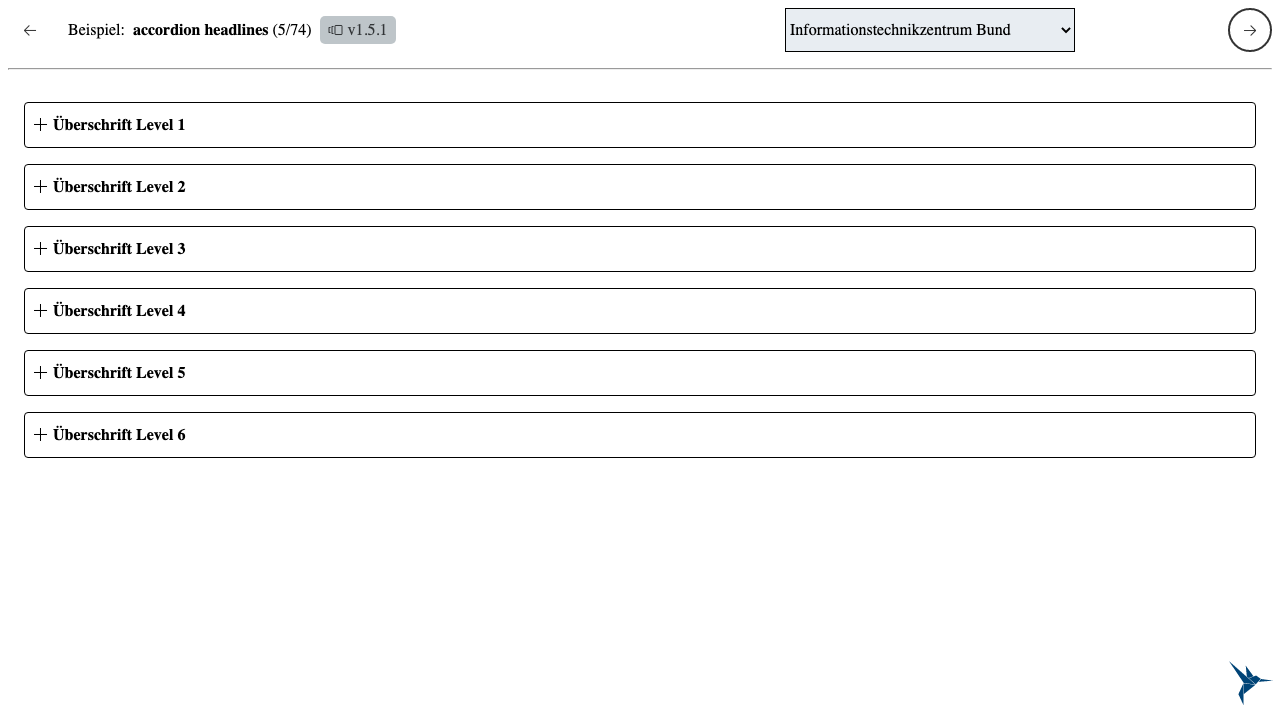 Beispiel: accordion headlines (5/74) v1.5.1 Informationstechnikzentrum Bund
Überschrift Level 1
Überschrift Level 2
Überschrift Level 3
Überschrift Level 4
Überschrift Level 5
Überschrift Level 6